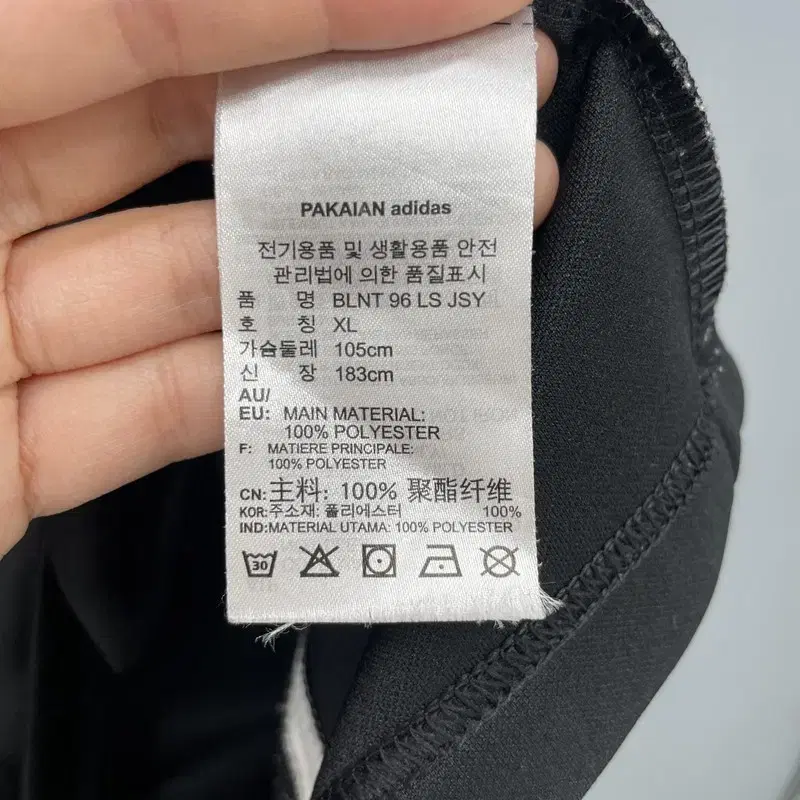 PAKAIAN adidas
전기용품 및 생활용품 안전
관리법에 의한 품질표시
품 명 BLNT 96 LS JSY
호 칭 XL
가슴둘레 105cm
신 장 183cm
AU/
EU: MAIN MATERIAL:
100% POLYESTER
F: MATIERE PRINCIPALE:
100% POLYESTER
CN:主料: 100% 聚酯纤维
KOR:주소재: 폴리에스터 100%
IND:MATERIAL UTAMA: 100% POLYESTER
30